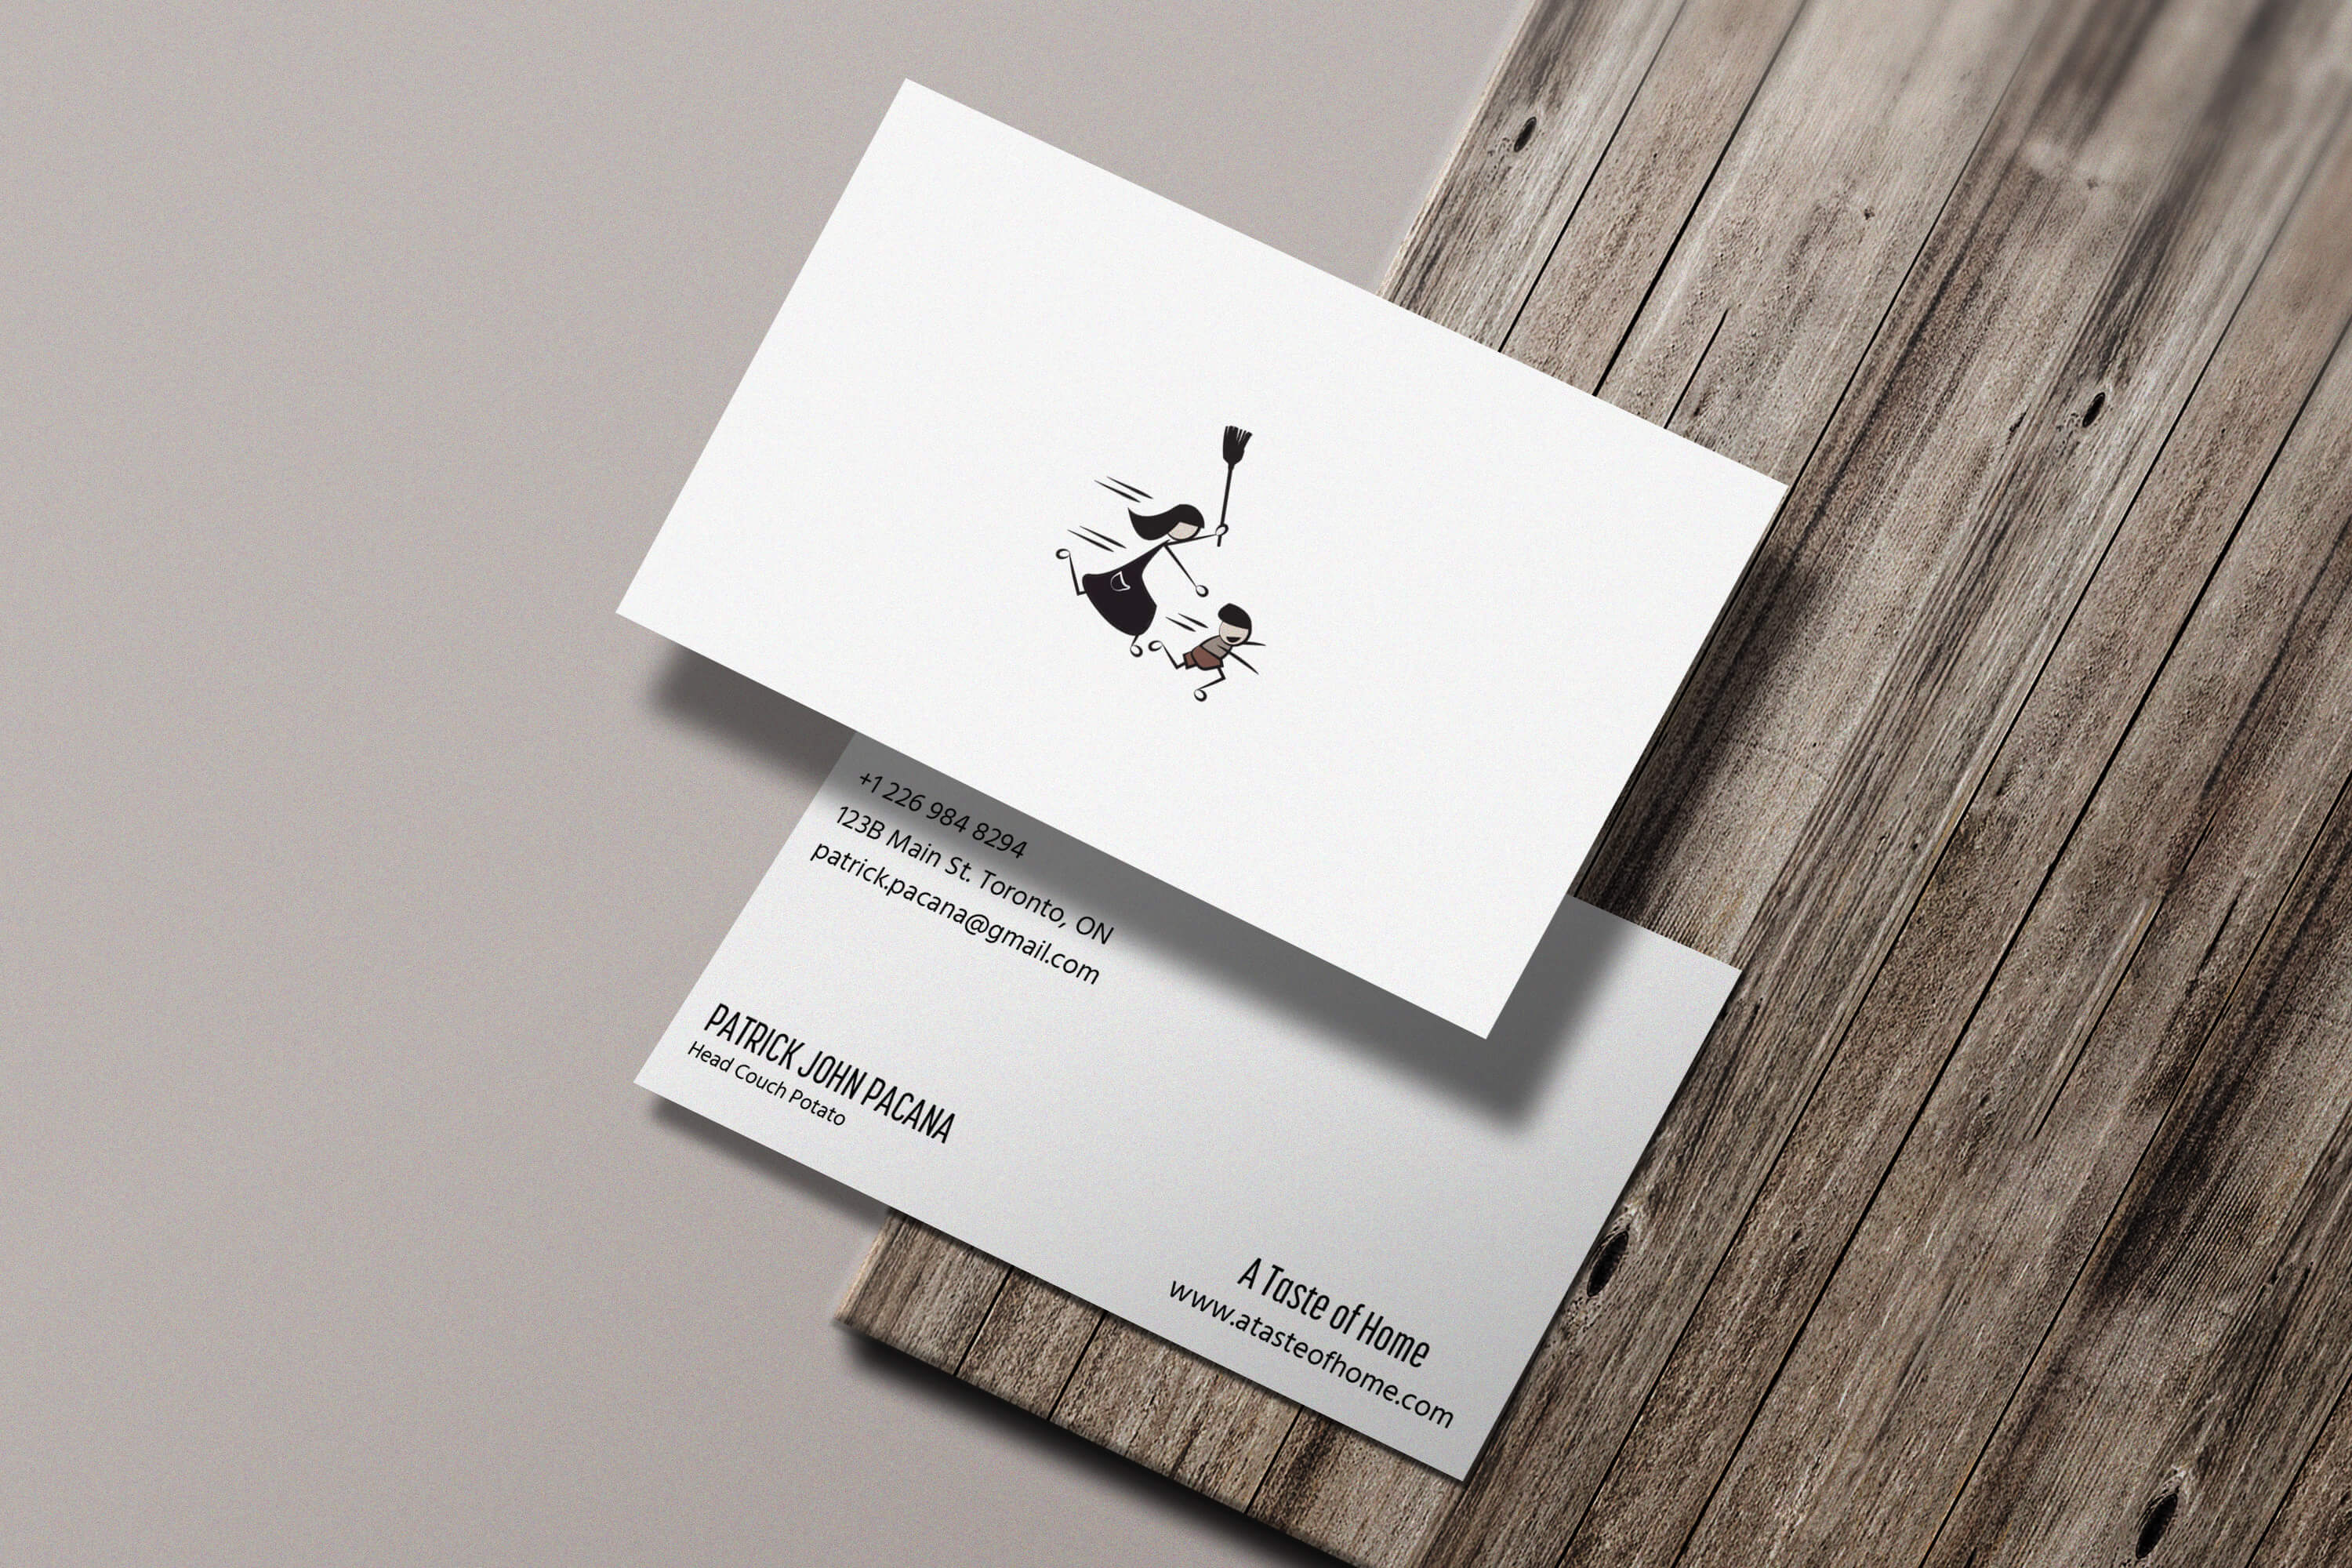 +1 226 984 8294
123B Main St. Toronto, ON
patrick.pacana@gmail.com
PATRICK JOHN PACANA
Head Couch Potato
A Taste of Home
www.atasteofhome.com